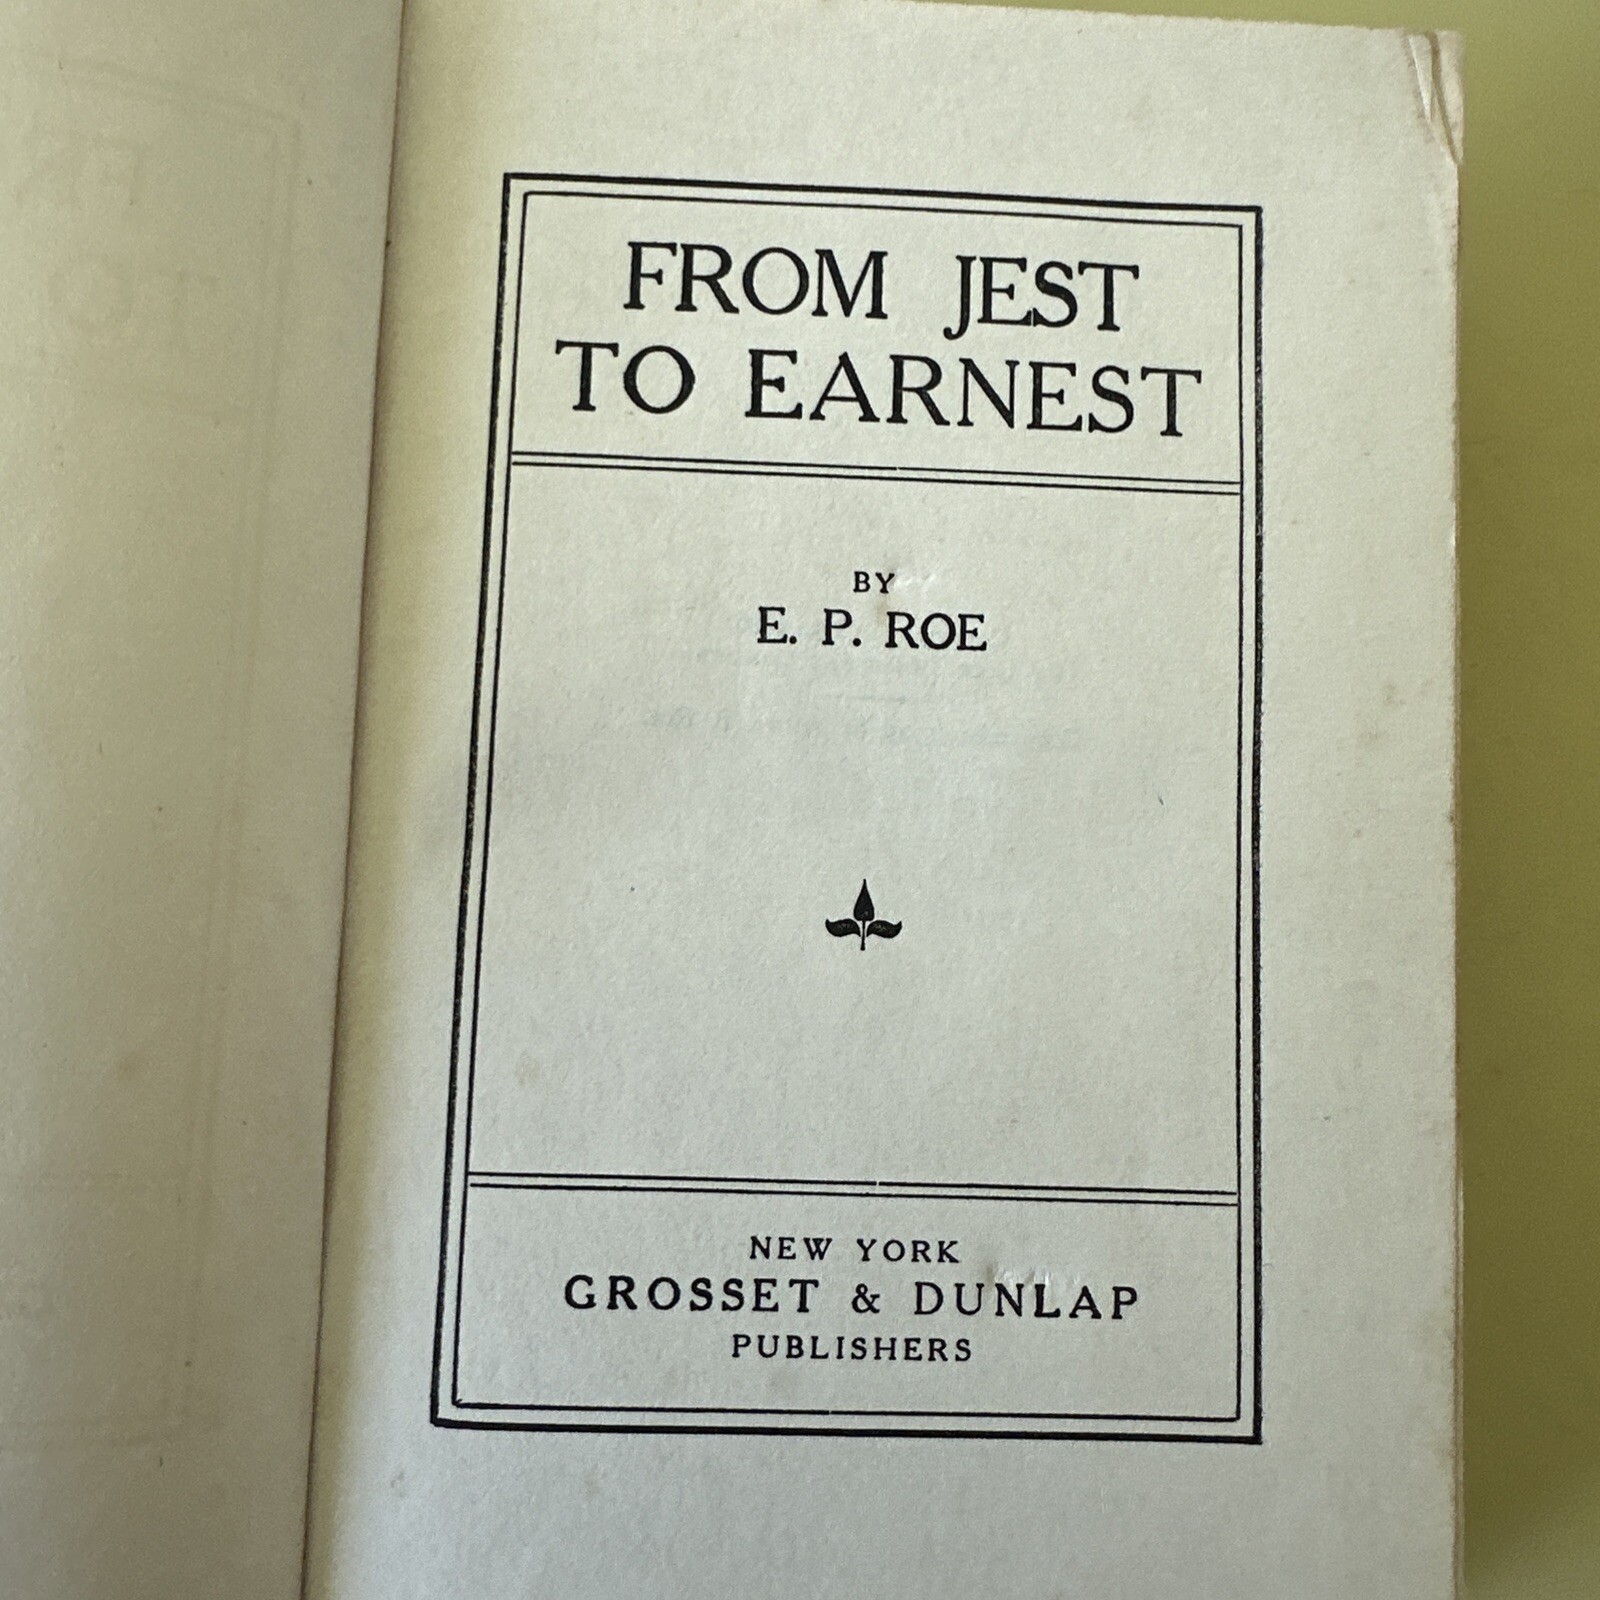 FROM JEST
TO EARNEST
BY
E. P. ROE
NEW YORK
GROSSET & DUNLAP
PUBLISHERS